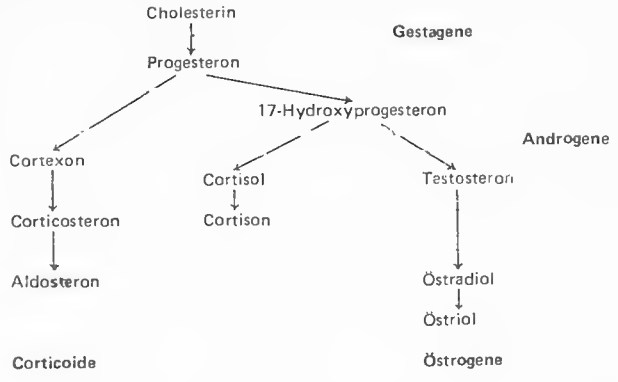 Cholesterin
Gestagene
Progesteron
17-Hydroxyprogesteron
Androgene
Cortexon
Cortisol
Testosteron
Corticosteron
Cortison
Aldosteron
Östradiol
Östriol
Corticoide
Östrogene